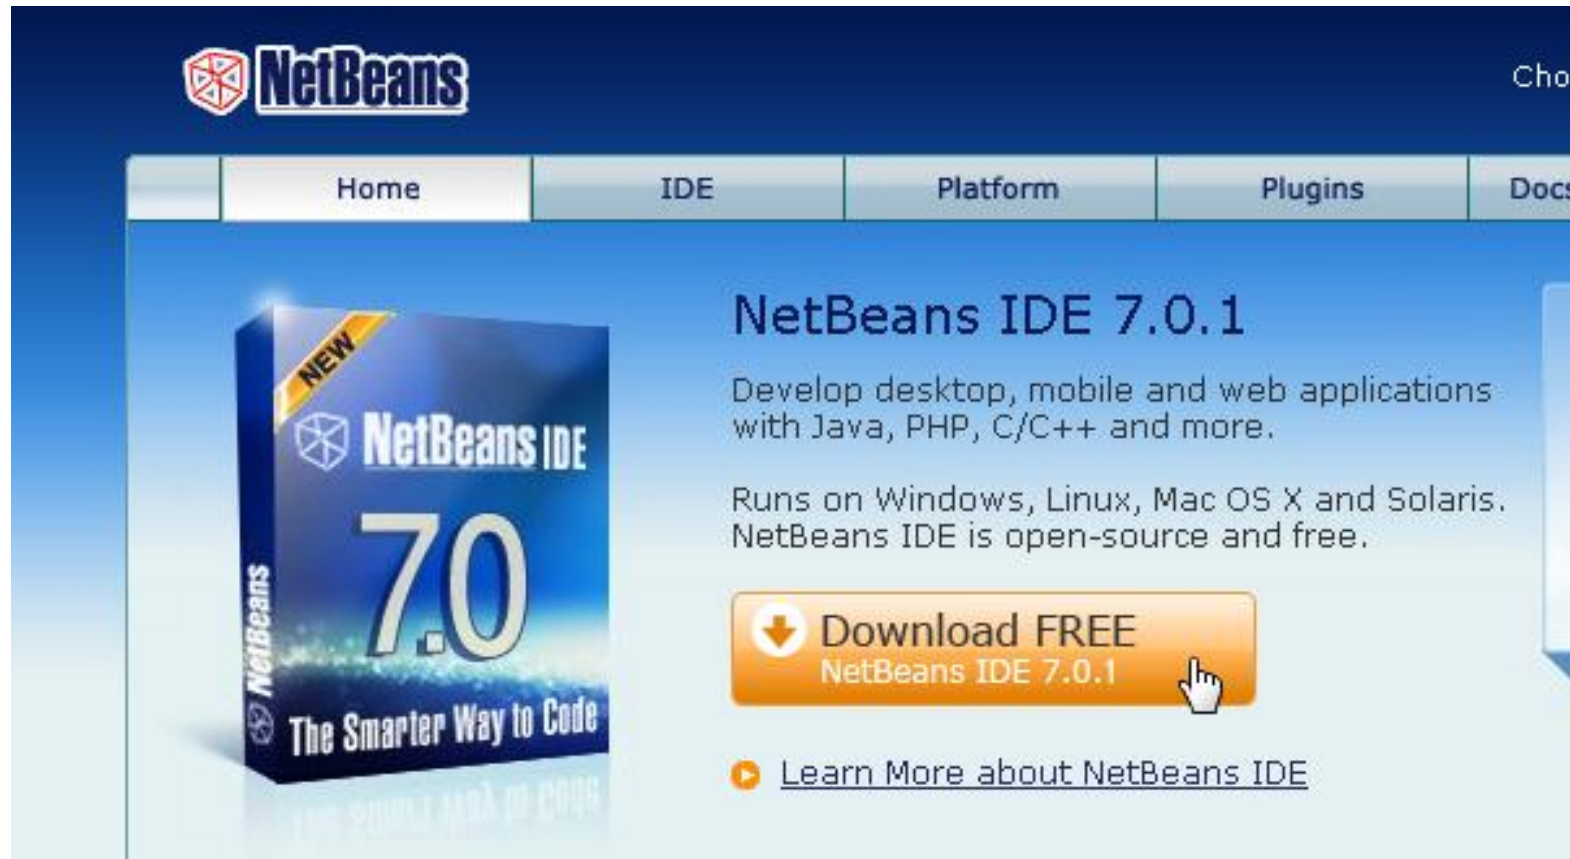 NetBeans
Cho
Home
IDE
Platform
Plugins
Docs
NEW
NetBeans IDE
7.0
The Smarter Way to Code
NetBeans
NetBeans IDE 7.0.1
Develop desktop, mobile and web applications
with Java, PHP, C/C++ and more.
Runs on Windows, Linux, Mac OS X and Solaris.
NetBeans IDE is open-source and free.
Download FREE
NetBeans IDE 7.0.1
Learn More about NetBeans IDE